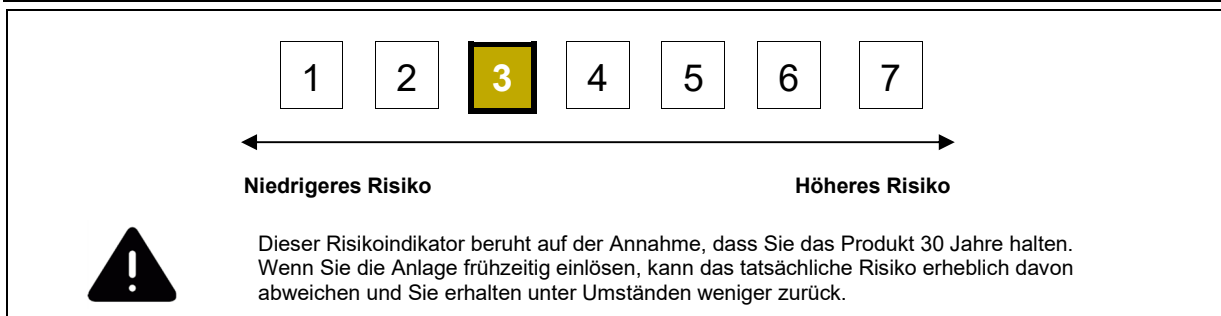 1 2 3 4 5 6 7
Niedrigeres Risiko Höheres Risiko
Dieser Risikoindikator beruht auf der Annahme, dass Sie das Produkt 30 Jahre halten.
Wenn Sie die Anlage frühzeitig einlösen, kann das tatsächliche Risiko erheblich davon
abweichen und Sie erhalten unter Umständen weniger zurück.